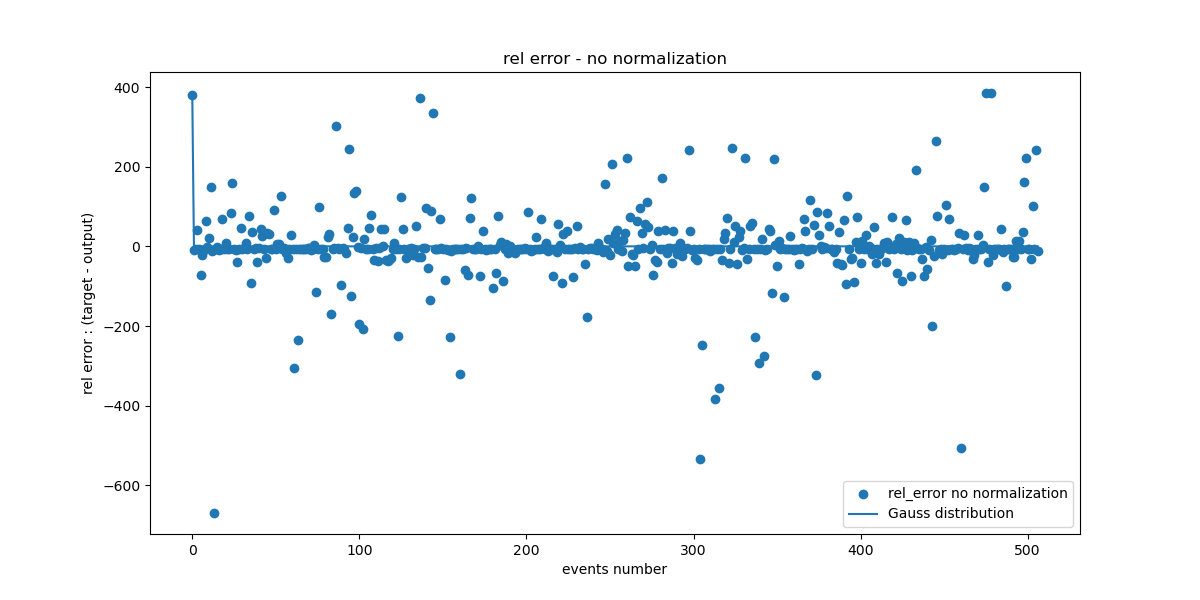 rel error - no normalization
rel error : (target - output)
400
200
0
−200
−400
−600
0
100
200
300
400
500
events number
rel_error no normalization
Gauss distribution